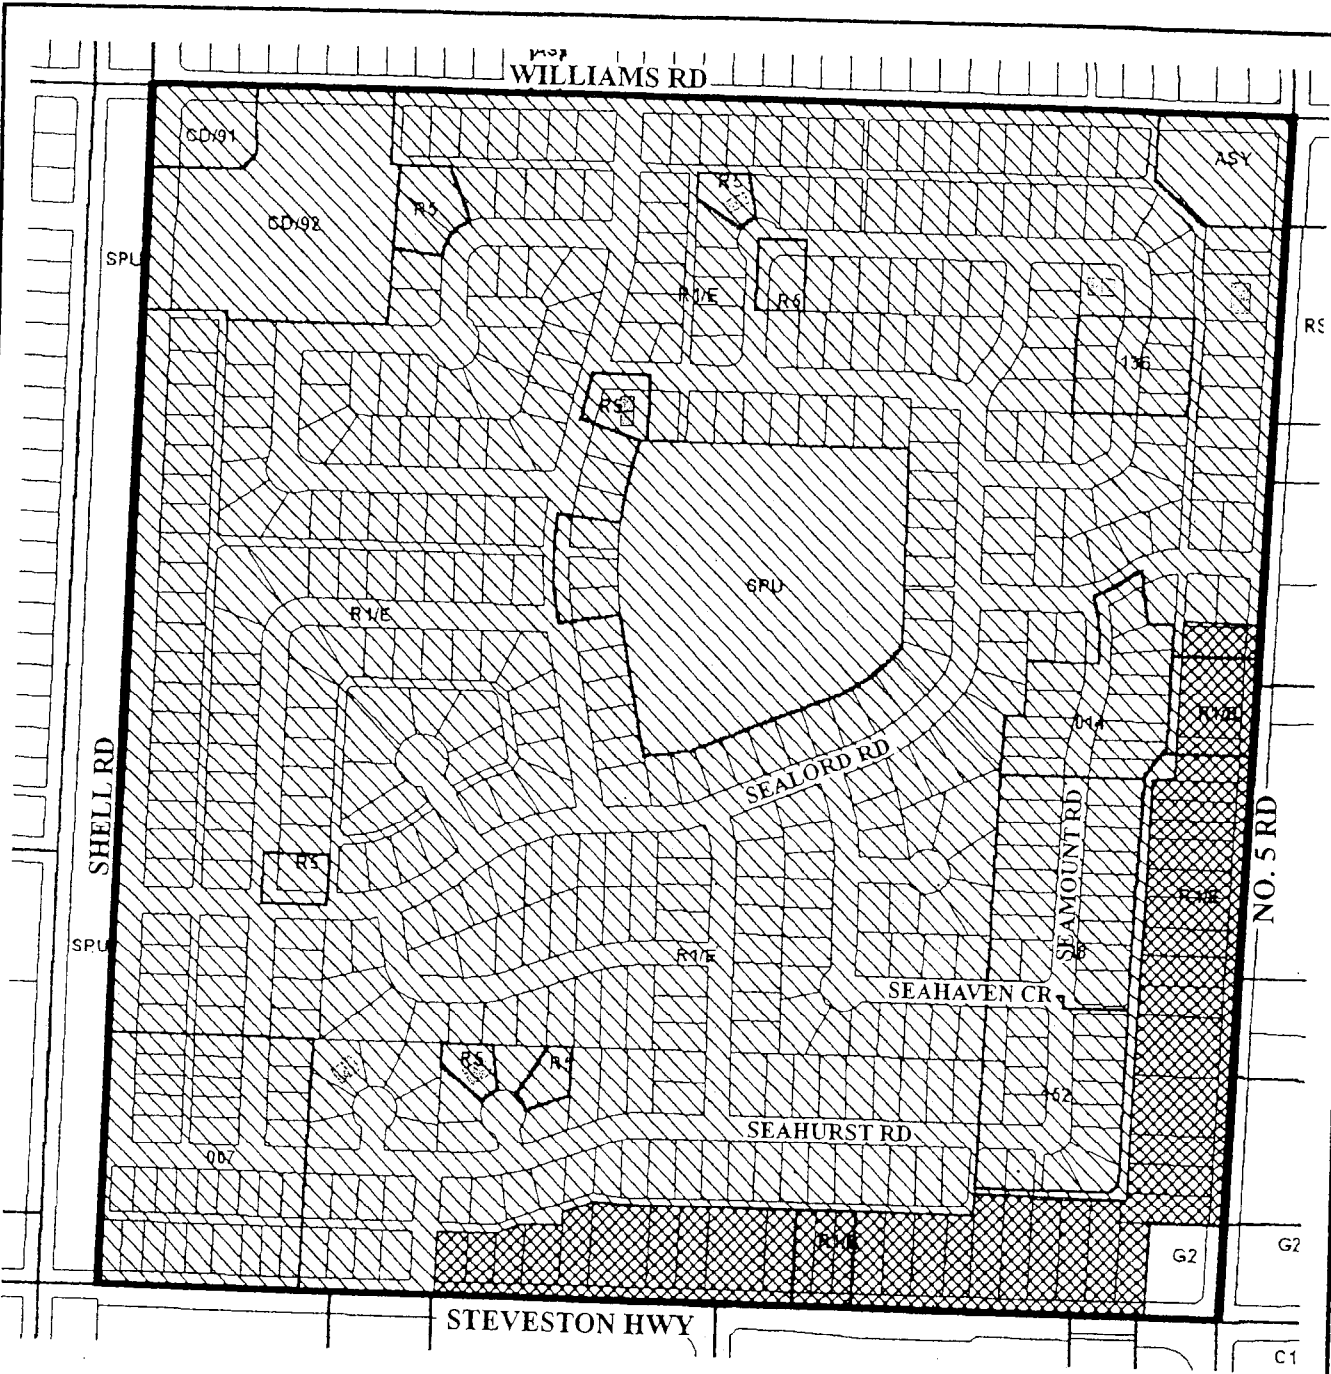 WILLIAMS RD
CD/91
ASY
R5
R5
CD/92
SPU
R1/E
R5
RS
136
R5
SPU
R1/E
014
SEALORD RD
SHELL RD
SEAMOUNT RD
NO. 5 RD
R5
SPU
R1/E
SEAHAVEN CR
R5
152
SEAHURST RD
007
G2
G2
STEVESTON HWY
C1